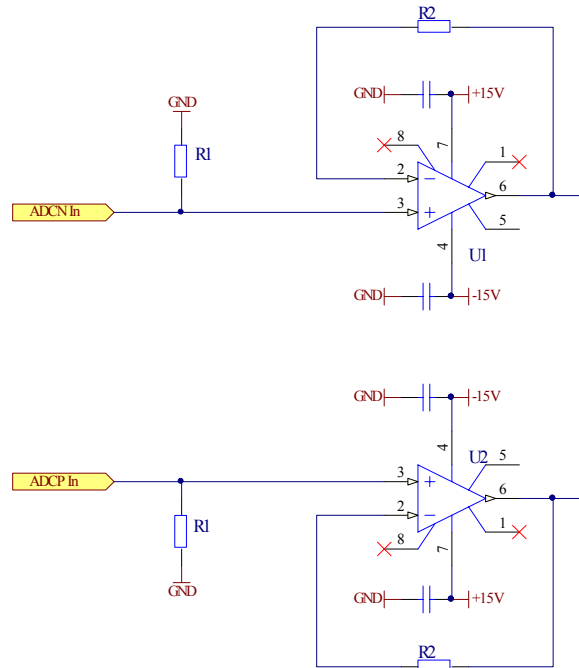 R2
GND
+15V
GND
8
7
1
R1
2
6
ADCN In
3
5
4
U1
GND
-15V
GND
-15V
4
U2
5
ADCP In
3
6
2
1
R1
8
7
GND
GND
+15V
R2